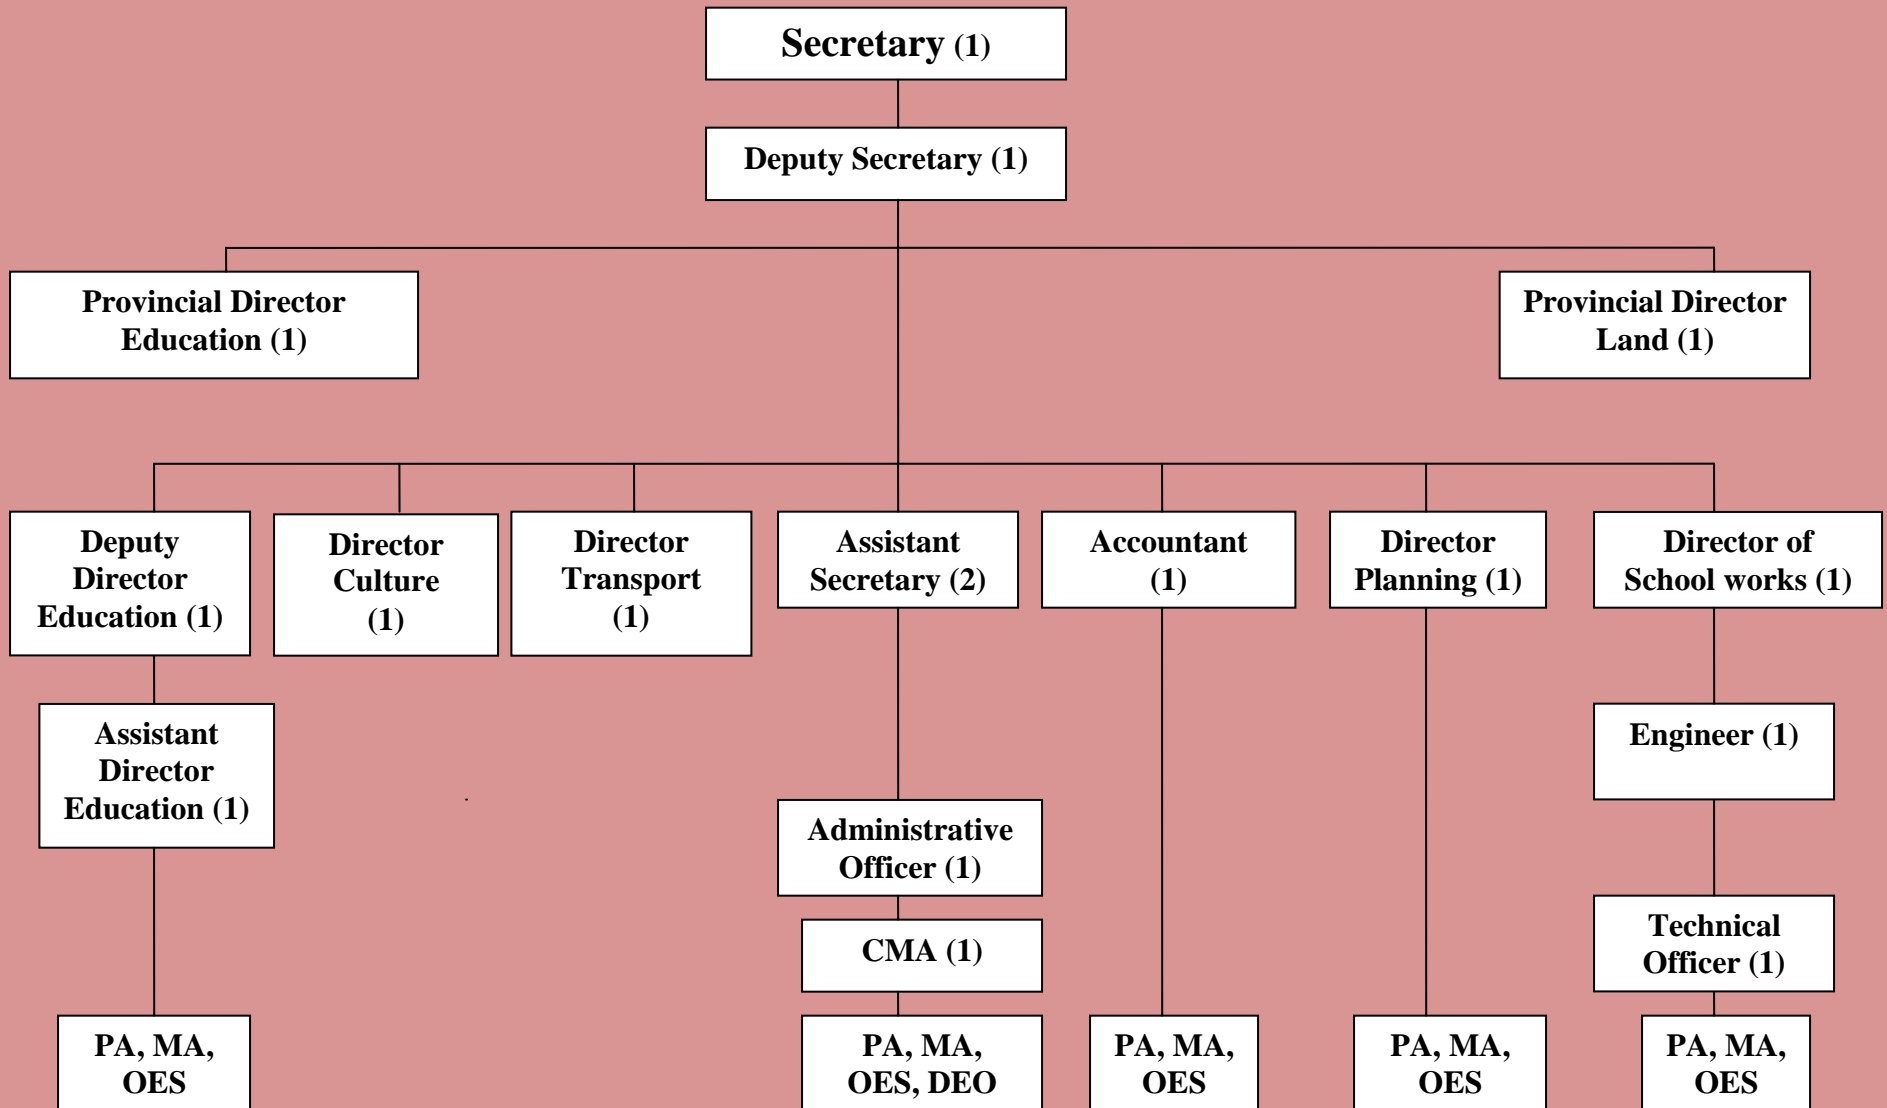 Secretary (1)
Deputy Secretary (1)
Provincial Director
Education (1)
Provincial Director
Land (1)
Deputy
Director
Education (1)
Director
Culture
(1)
Director
Transport
(1)
Assistant
Secretary (2)
Accountant
(1)
Director
Planning (1)
Director of
School works (1)
Assistant
Director
Education (1)
Engineer (1)
Administrative
Officer (1)
CMA (1)
Technical
Officer (1)
PA, MA,
OES
PA, MA,
OES, DEO
PA, MA,
OES
PA, MA,
OES
PA, MA,
OES